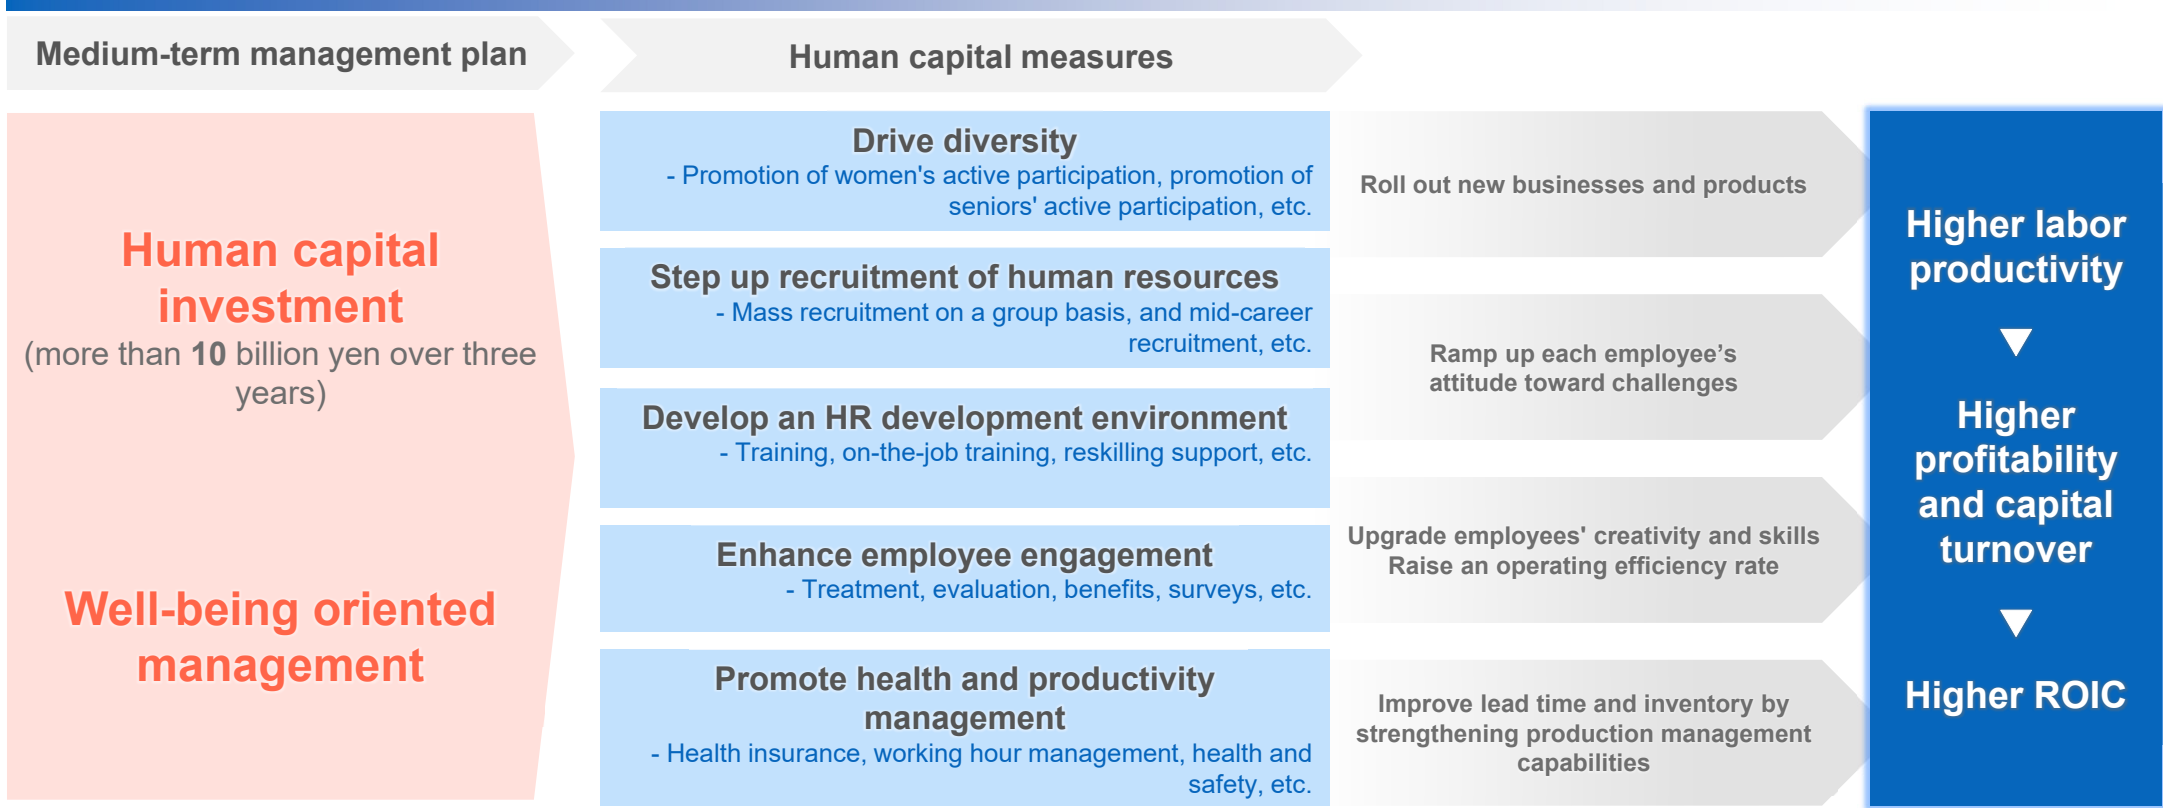 Medium-term management plan
Human capital measures
Human capital
investment
(more than 10 billion yen over three
years)
Well-being oriented
management
Drive diversity
- Promotion of women's active participation, promotion of
seniors' active participation, etc.
Step up recruitment of human resources
- Mass recruitment on a group basis, and mid-career
recruitment, etc.
Develop an HR development environment
- Training, on-the-job training, reskilling support, etc.
Enhance employee engagement
- Treatment, evaluation, benefits, surveys, etc.
Promote health and productivity
management
- Health insurance, working hour management, health and
safety, etc.
Roll out new businesses and products
Ramp up each employee’s
attitude toward challenges
Upgrade employees' creativity and skills
Raise an operating efficiency rate
Improve lead time and inventory by
strengthening production management
capabilities
Higher labor
productivity
▼
Higher
profitability
and capital
turnover
▼
Higher ROIC